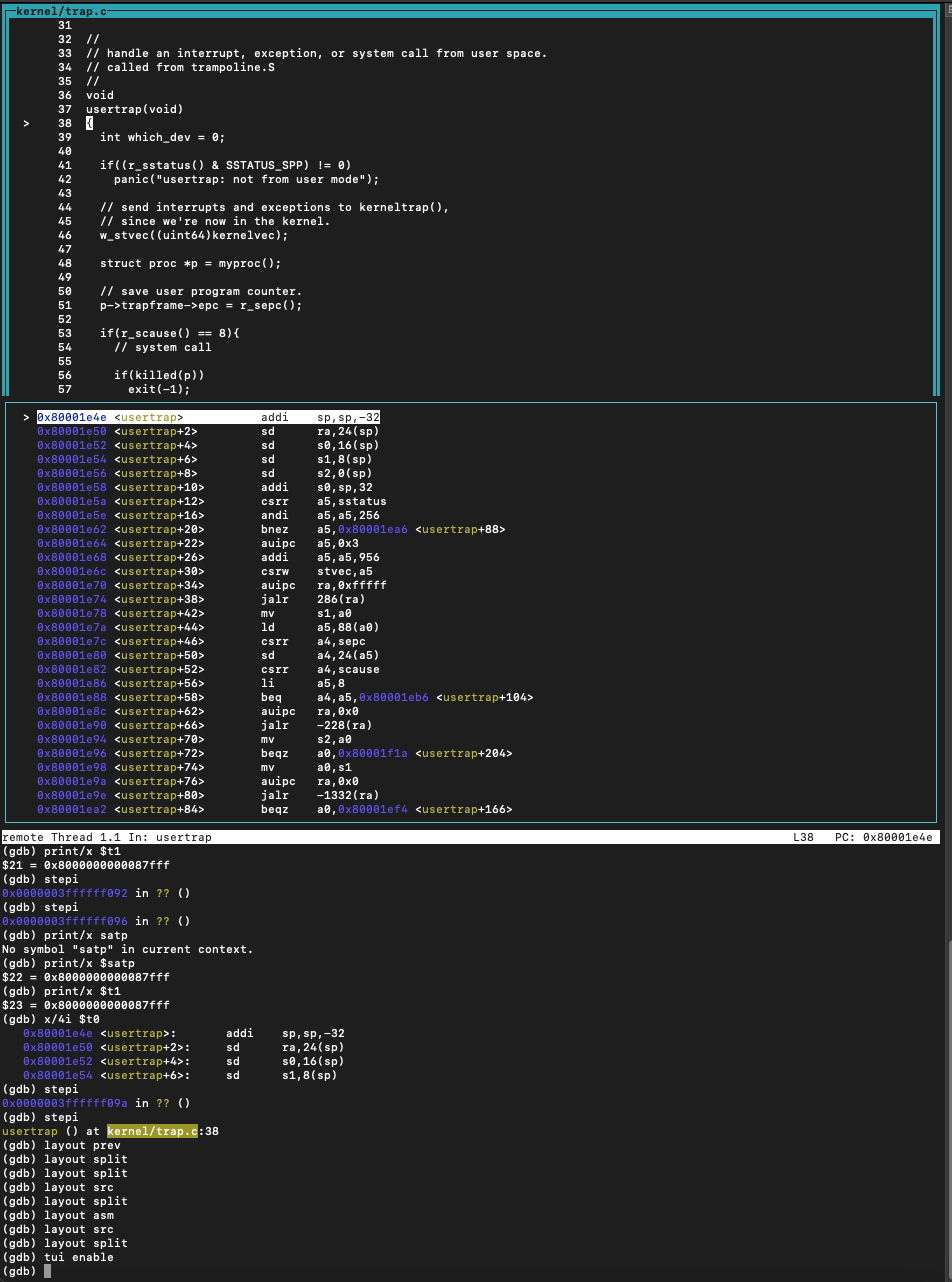 kernel/trap.c
31
32 //
33 // handle an interrupt, exception, or system call from user space.
34 // called from trampoline.S
35 //
36 void
37 usertrap(void)
> 38 {
39 int which_dev = 0;
40
41 if((r_sstatus() & SSTATUS_SPP) != 0)
42 panic("usertrap: not from user mode");
43
44 // send interrupts and exceptions to kerneltrap(),
45 // since we're now in the kernel.
46 w_stvec((uint64)kernelvec);
47
48 struct proc *p = myproc();
49
50 // save user program counter.
51 p->trapframe->epc = r_sepc();
52
53 if(r_scause() == 8){
54 // system call
55
56 if(killed(p))
57 exit(-1);
> 0x80001e4e <usertrap> addi sp,sp,-32
0x80001e50 <usertrap+2> sd ra,24(sp)
0x80001e52 <usertrap+4> sd s0,16(sp)
0x80001e54 <usertrap+6> sd s1,8(sp)
0x80001e56 <usertrap+8> sd s2,0(sp)
0x80001e58 <usertrap+10> addi s0,sp,32
0x80001e5a <usertrap+12> csrr a5,sstatus
0x80001e5e <usertrap+16> andi a5,a5,256
0x80001e62 <usertrap+20> bnez a5,0x80001ea6 <usertrap+88>
0x80001e64 <usertrap+22> auipc a5,0x3
0x80001e68 <usertrap+26> addi a5,a5,956
0x80001e6c <usertrap+30> csrw stvec,a5
0x80001e70 <usertrap+34> auipc ra,0xfffff
0x80001e74 <usertrap+38> jalr 286(ra)
0x80001e78 <usertrap+42> mv s1,a0
0x80001e7a <usertrap+44> ld a5,88(a0)
0x80001e7c <usertrap+46> csrr a4,sepc
0x80001e80 <usertrap+50> sd a4,24(a5)
0x80001e82 <usertrap+52> csrr a4,scause
0x80001e86 <usertrap+56> li a5,8
0x80001e88 <usertrap+58> beq a4,a5,0x80001eb6 <usertrap+104>
0x80001e8c <usertrap+62> auipc ra,0x0
0x80001e90 <usertrap+66> jalr -228(ra)
0x80001e94 <usertrap+70> mv s2,a0
0x80001e96 <usertrap+72> beqz a0,0x80001f1a <usertrap+204>
0x80001e98 <usertrap+74> mv a0,s1
0x80001e9a <usertrap+76> auipc ra,0x0
0x80001e9e <usertrap+80> jalr -1332(ra)
0x80001ea2 <usertrap+84> beqz a0,0x80001ef4 <usertrap+166>
remote Thread 1.1 In: usertrap L38 PC: 0x80001e4e
(gdb) print/x $t1
$21 = 0x8000000000087fff
(gdb) stepi
0x0000003ffffff092 in ?? ()
(gdb) stepi
0x0000003ffffff096 in ?? ()
(gdb) print/x satp
No symbol "satp" in current context.
(gdb) print/x $satp
$22 = 0x8000000000087fff
(gdb) print/x $t1
$23 = 0x8000000000087fff
(gdb) x/4i $t0
0x80001e4e <usertrap>: addi sp,sp,-32
0x80001e50 <usertrap+2>: sd ra,24(sp)
0x80001e52 <usertrap+4>: sd s0,16(sp)
0x80001e54 <usertrap+6>: sd s1,8(sp)
(gdb) stepi
0x0000003ffffff09a in ?? ()
(gdb) stepi
usertrap () at kernel/trap.c:38
(gdb) layout prev
(gdb) layout split
(gdb) layout split
(gdb) layout src
(gdb) layout split
(gdb) layout asm
(gdb) layout src
(gdb) layout split
(gdb) tui enable
(gdb)